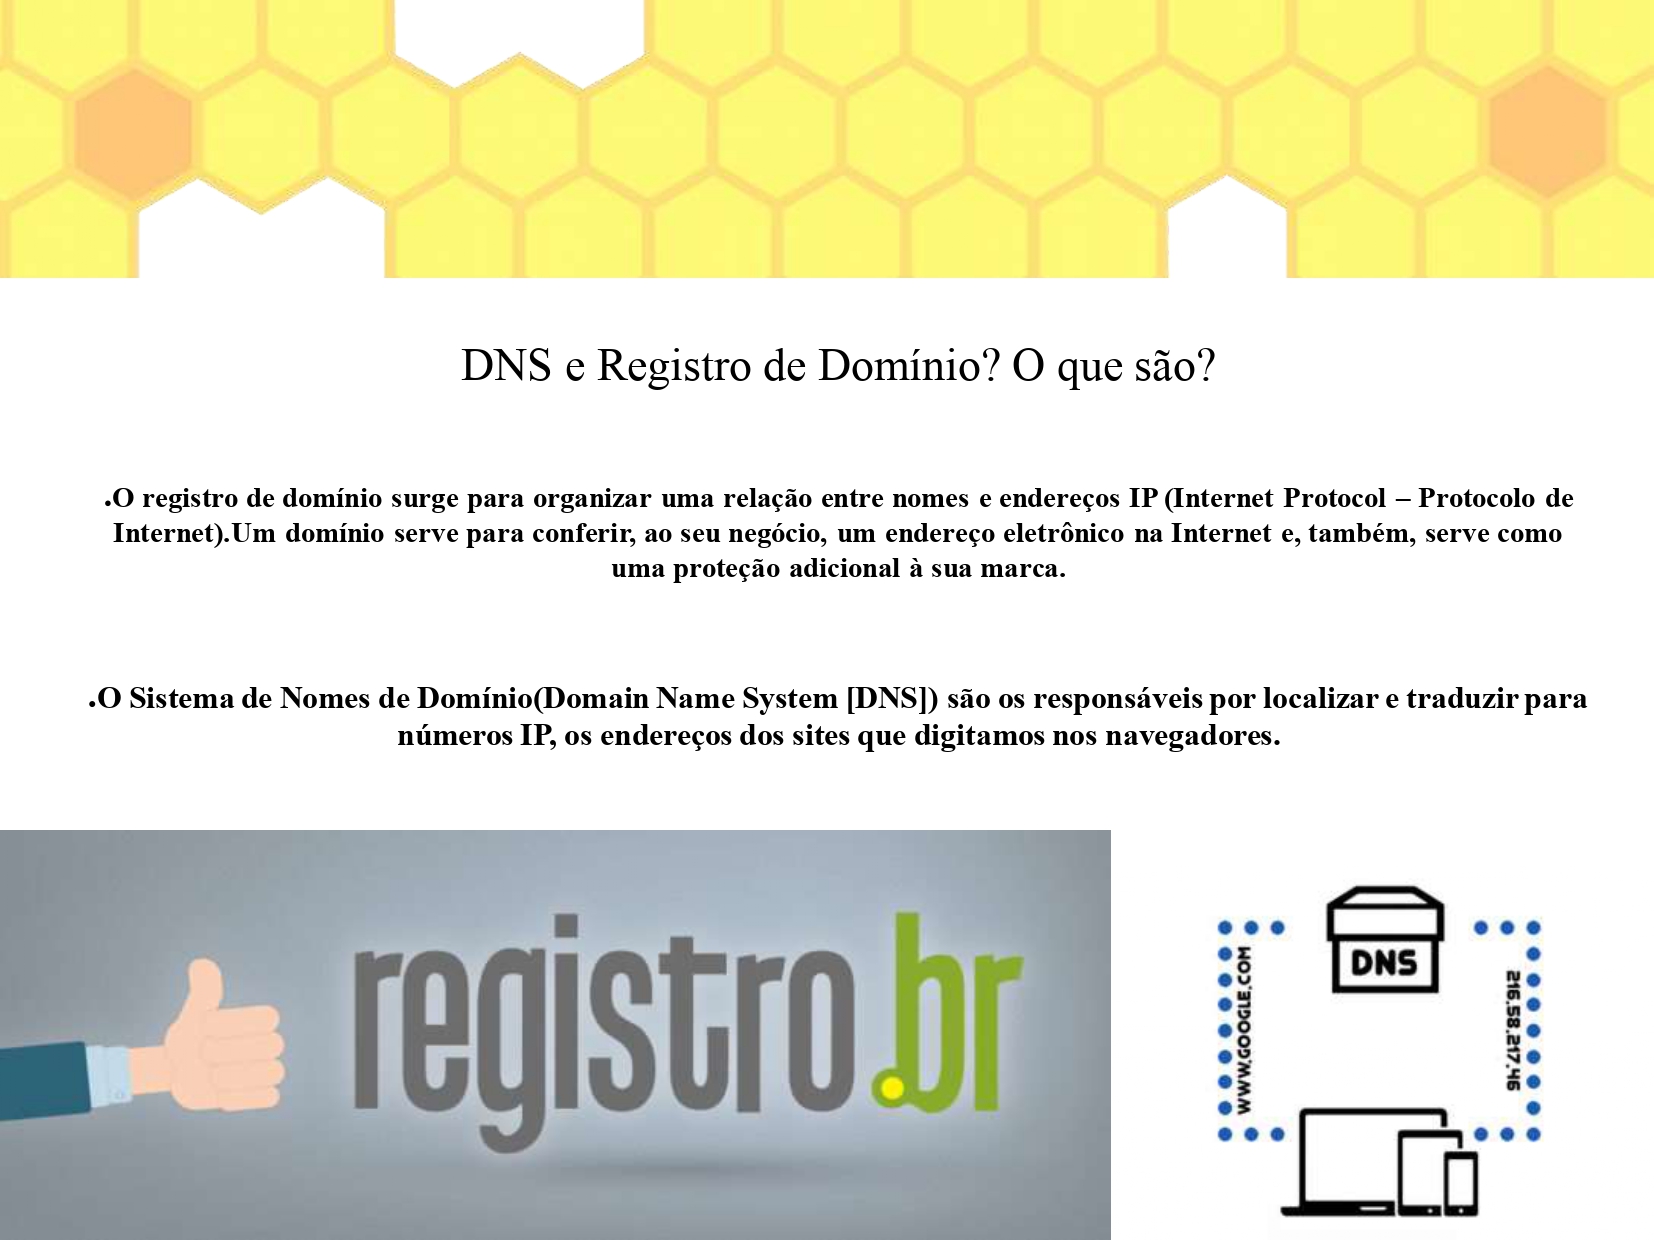 DNS e Registro de Domínio? O que são?
●O registro de domínio surge para organizar uma relação entre nomes e endereços IP (Internet Protocol – Protocolo de
Internet).Um domínio serve para conferir, ao seu negócio, um endereço eletrônico na Internet e, também, serve como
uma proteção adicional à sua marca.
●O Sistema de Nomes de Domínio(Domain Name System [DNS]) são os responsáveis por localizar e traduzir para
números IP, os endereços dos sites que digitamos nos navegadores.
registro.br
DNS
WWW.GOOGLE.COM
216.58.217.46